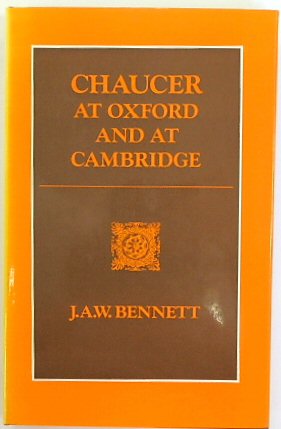 CHAUCER
AT OXFORD
AND AT
CAMBRIDGE
J.A.W. BENNETT